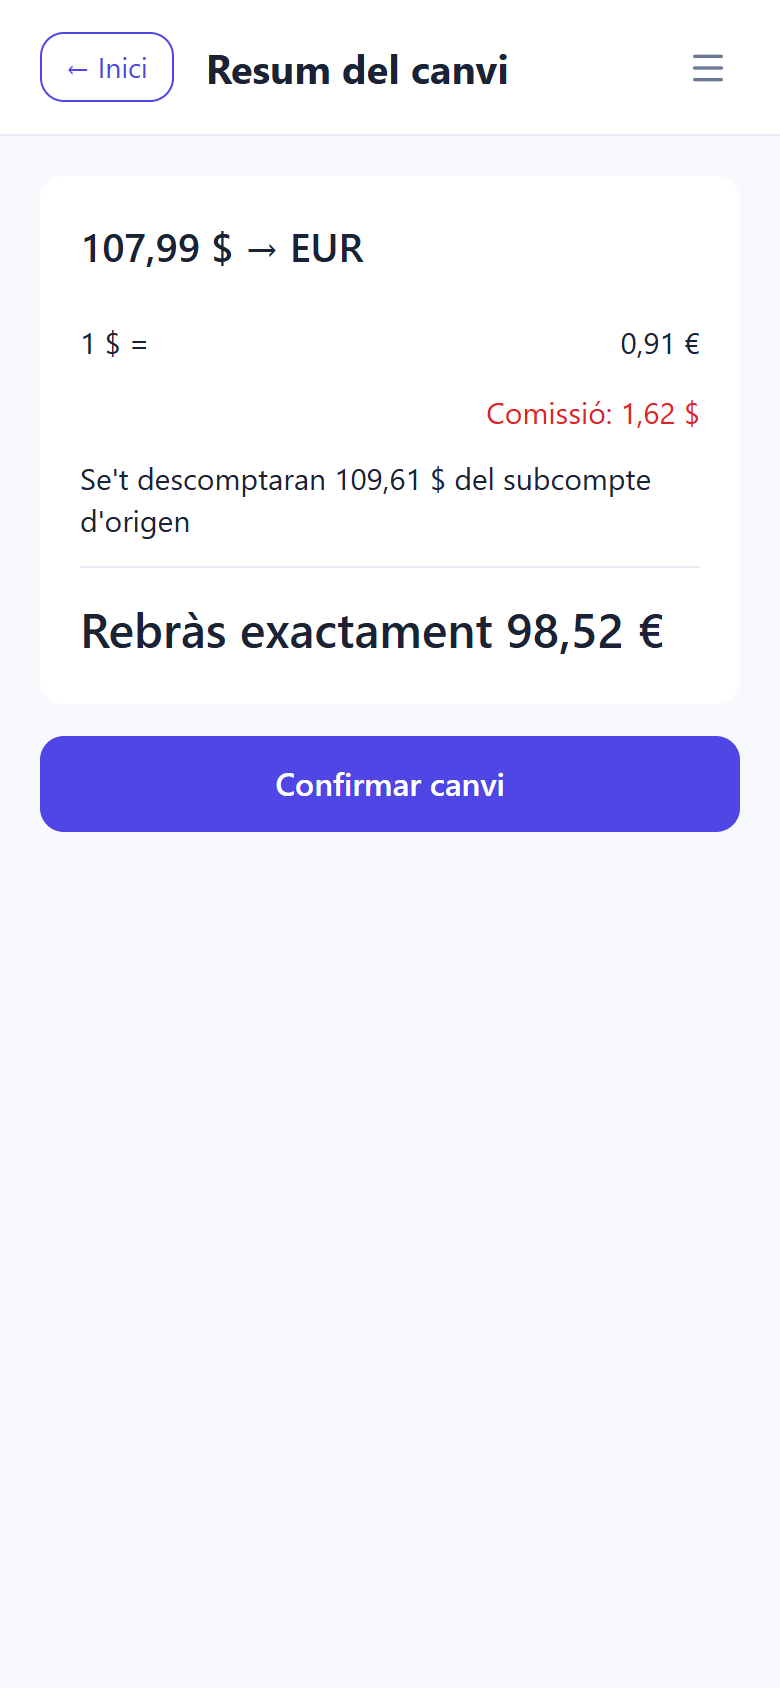 ← Inici
Resum del canvi
107,99 $ → EUR
1 $ = 0,91 €
Comissió: 1,62 $
Se't descomptaran 109,61 $ del subcompte
d'origen
Rebràs exactament 98,52 €
Confirmar canvi